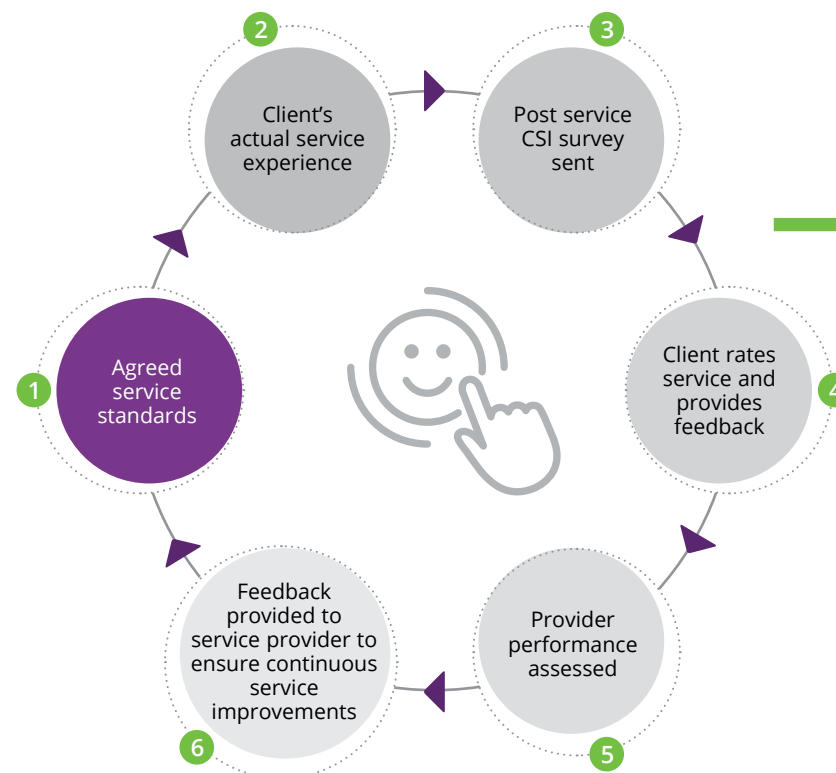 1
Agreed
service
standards
2
Client’s
actual service
experience
3
Post service
CSI survey
sent
4
Client rates
service and
provides
feedback
5
Provider
performance
assessed
6
Feedback
provided to
service provider to
ensure continuous
service
improvements